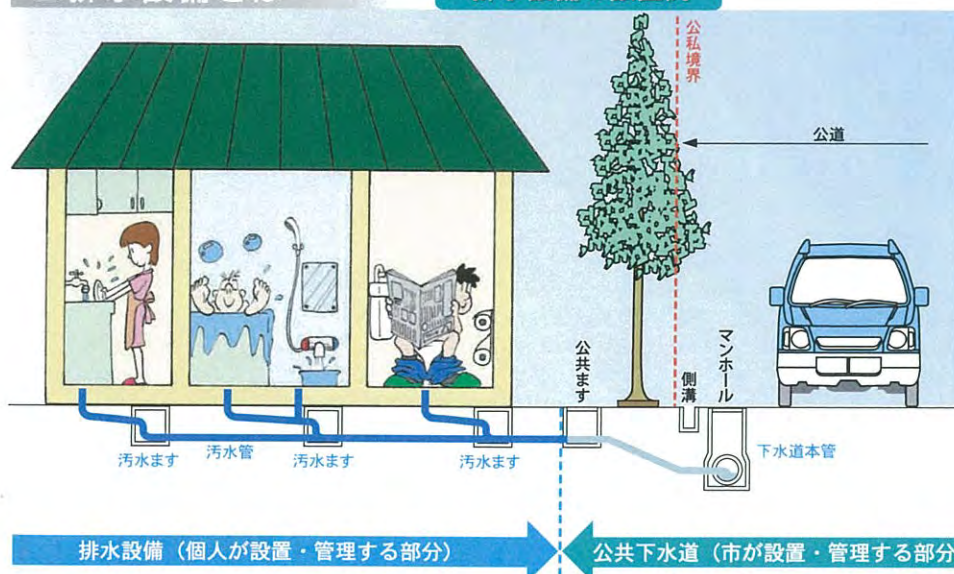 公私境界
公道
公共ます
側溝
マンホール
汚水ます
汚水管
汚水ます
汚水ます
下水道本管
排水設備（個人が設置・管理する部分）
公共下水道（市が設置・管理する部分